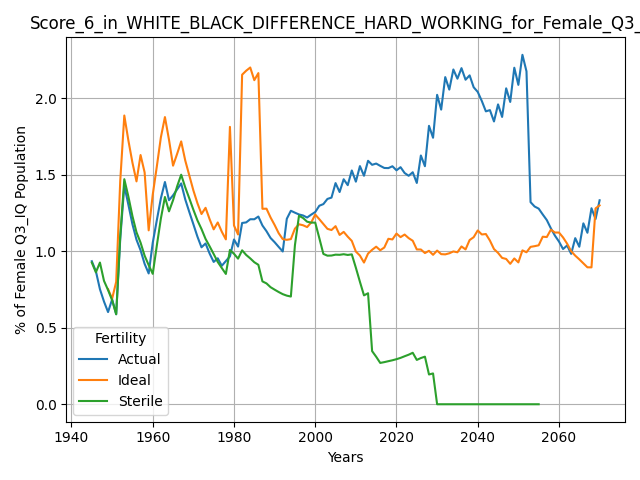 Score_6_in_WHITE_BLACK_DIFFERENCE_HARD_WORKING_for_Female_Q3_
% of Female Q3_IQ Population
2.0
1.5
1.0
0.5
0.0
Fertility
Actual
Ideal
Sterile
1940
1960
1980
2000
2020
2040
2060
Years